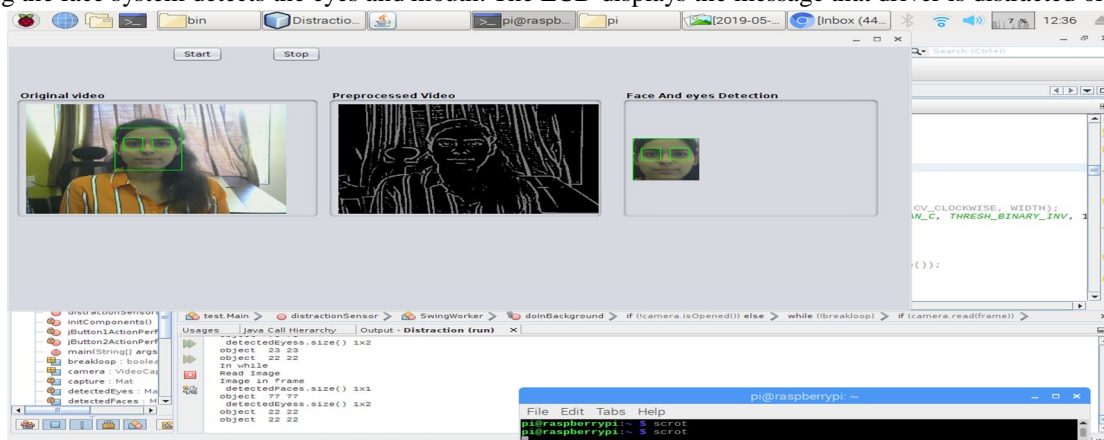 g the face system detects the eyes and mouth. The LCD displays the message that driver is distracted or
bin Distractio... pi@raspb... pi [2019-05-... [Inbox (44... 7 % 12:36
Start Stop
Search (Ctrl+I)
Original video Preprocessed Video Face And eyes Detection
CV_CLOCKWISE, WIDTH);
AN_C, THRESH_BINARY_INV, 1
());
distractionSensor
initComponents()
jButton1ActionPerf
jButton2ActionPerf
main(String[] args
breakloop : boolea
camera : VideoCap
capture : Mat
detectedEyes : Ma
detectedFaces : M
test.Main distractionSensor SwingWorker doInBackground if (!camera.isOpened()) else while (!breakloop) if (camera.read(frame))
Usages Java Call Hierarchy Output - Distraction (run)
detectedEyess.size() 1x2
object 23 23
object 22 22
In while
Read Image
Image in frame
detectedFaces.size() 1x1
object 77 77
detectedEyess.size() 1x2
object 22 22
object 22 22
pi@raspberrypi: ~
File Edit Tabs Help
pi@raspberrypi:~ $ scrot
pi@raspberrypi:~ $ scrot